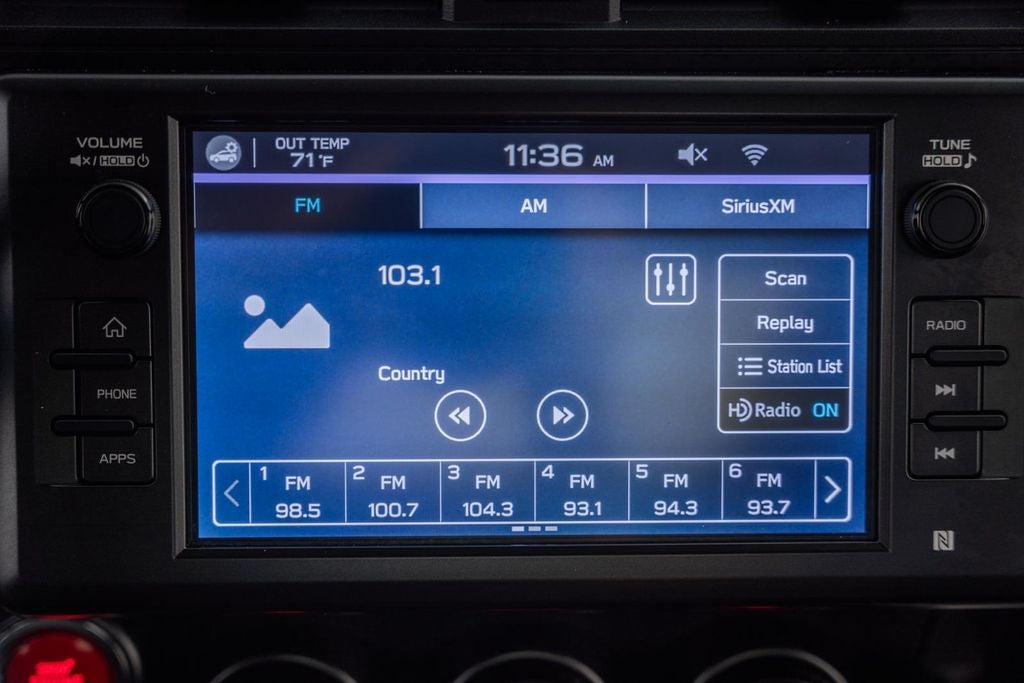 VOLUME
/HOLD
OUT TEMP
71°F
11:36 AM
TUNE
HOLD
FM
AM
SiriusXM
103.1
Country
Scan
Replay
Station List
HD Radio ON
PHONE
APPS
RADIO
1 FM
98.5
2 FM
100.7
3 FM
104.3
4 FM
93.1
5 FM
94.3
6 FM
93.7
N